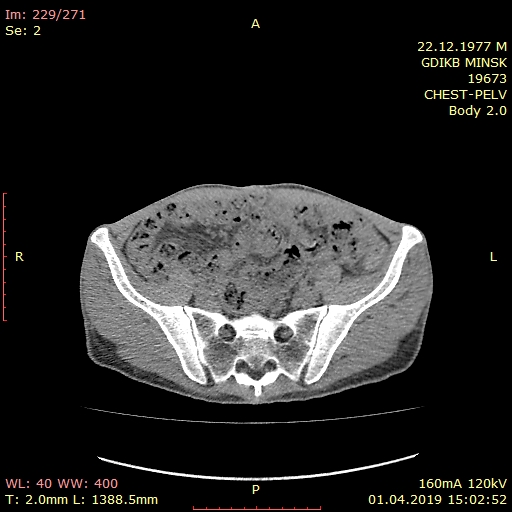 Im: 229/271
Se: 2
A
22.12.1977 M
GDIKB MINSK
19673
CHEST-PELV
Body 2.0
R
L
WL: 40 WW: 400
T: 2.0mm L: 1388.5mm
P
160mA 120kV
01.04.2019 15:02:52